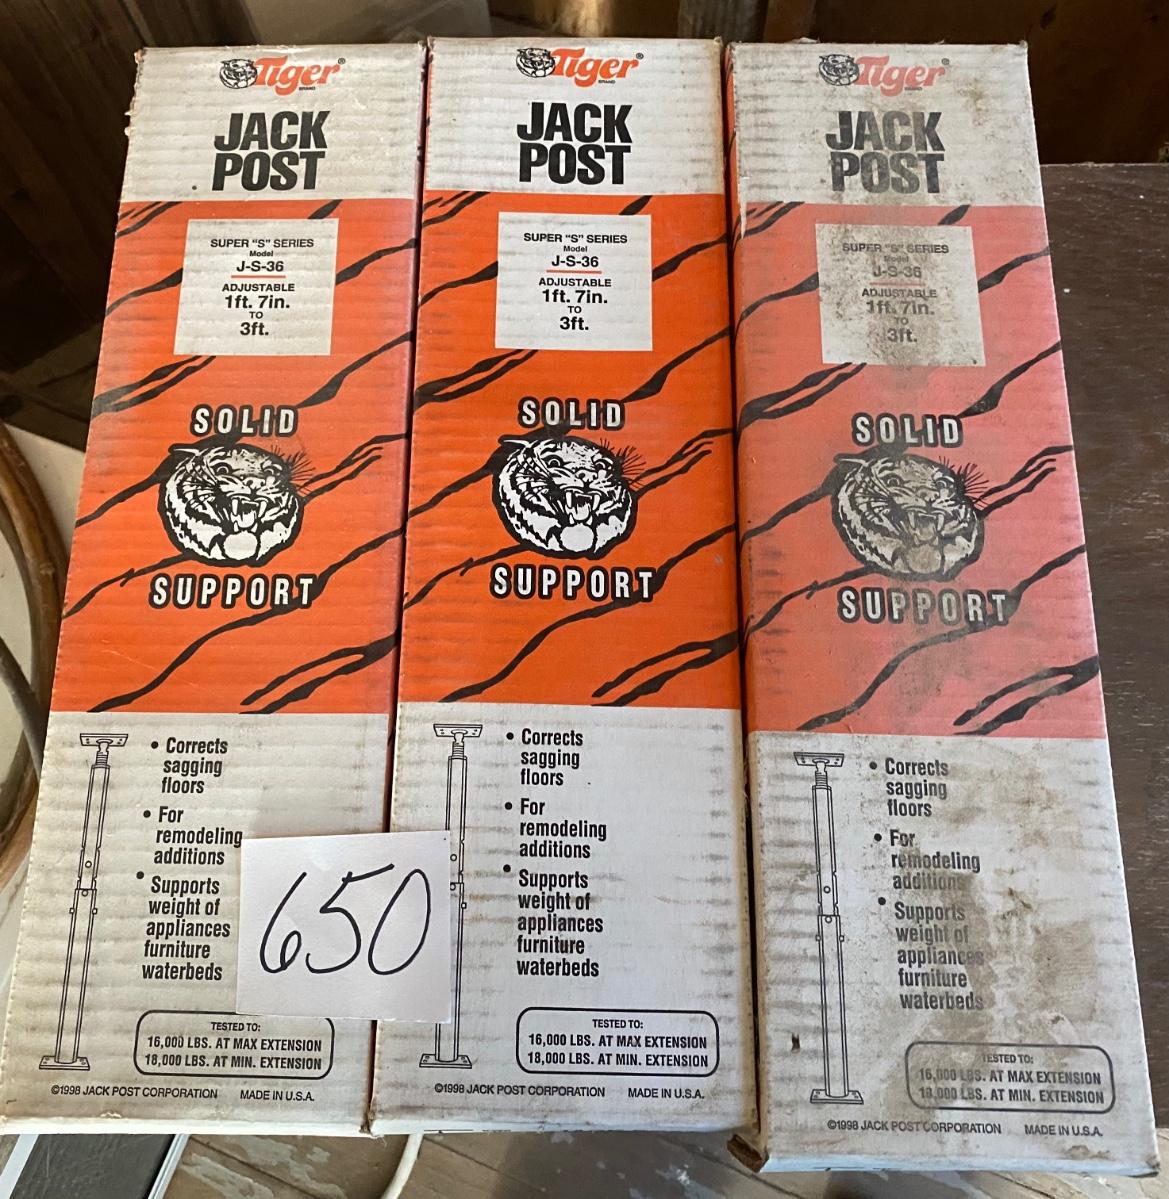 Tiger®
BRAND
JACK
POST
SUPER "S" SERIES
Model
J-S-36
ADJUSTABLE
1ft. 7in.
TO
3ft.
SOLID
SUPPORT
• Corrects
sagging
floors
• For
remodeling
additions
• Supports
weight of
appliances
furniture
waterbeds
TESTED TO:
16,000 LBS. AT MAX EXTENSION
18,000 LBS. AT MIN. EXTENSION
©1998 JACK POST CORPORATION MADE IN U.S.A.
650
Tiger®
BRAND
JACK
POST
SUPER "S" SERIES
Model
J-S-36
ADJUSTABLE
1ft. 7in.
TO
3ft.
SOLID
SUPPORT
• Corrects
sagging
floors
• For
remodeling
additions
• Supports
weight of
appliances
furniture
waterbeds
TESTED TO:
16,000 LBS. AT MAX EXTENSION
18,000 LBS. AT MIN. EXTENSION
©1998 JACK POST CORPORATION MADE IN U.S.A.
Tiger®
BRAND
JACK
POST
SUPER "S" SERIES
Model
J-S-36
ADJUSTABLE
1ft. 7in.
TO
3ft.
SOLID
SUPPORT
• Corrects
sagging
floors
• For
remodeling
additions
• Supports
weight of
appliances
furniture
waterbeds
TESTED TO:
16,000 LBS. AT MAX EXTENSION
18,000 LBS. AT MIN. EXTENSION
©1998 JACK POST CORPORATION MADE IN U.S.A.